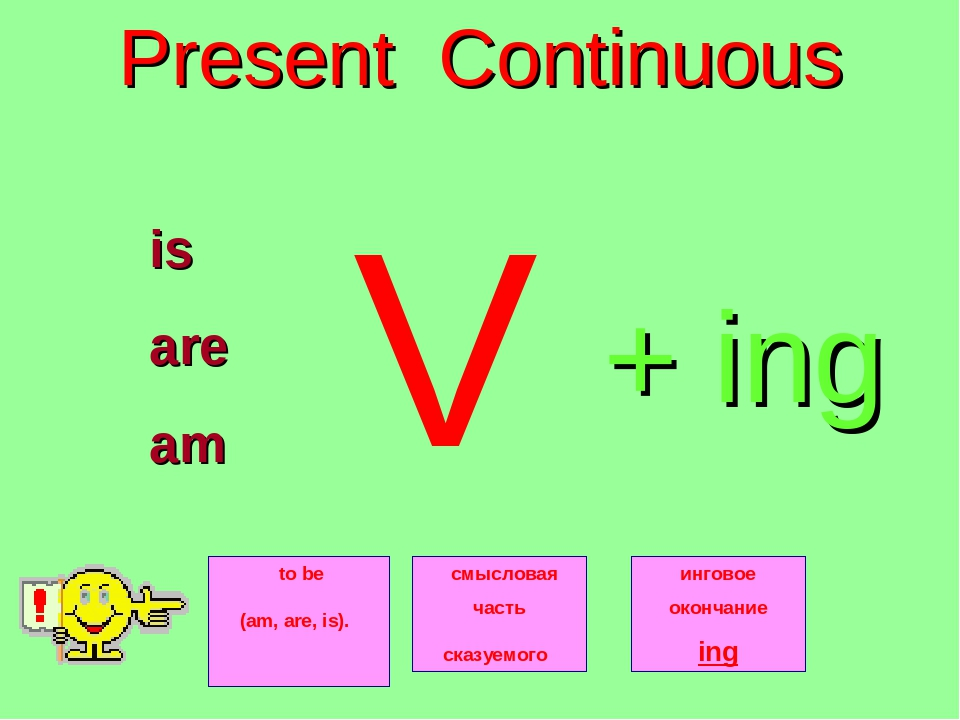 Present Continuous
is
are
am
V
+ ing
!
to be
(am, are, is).
смысловая
часть
сказуемого
инговое
окончание
ing